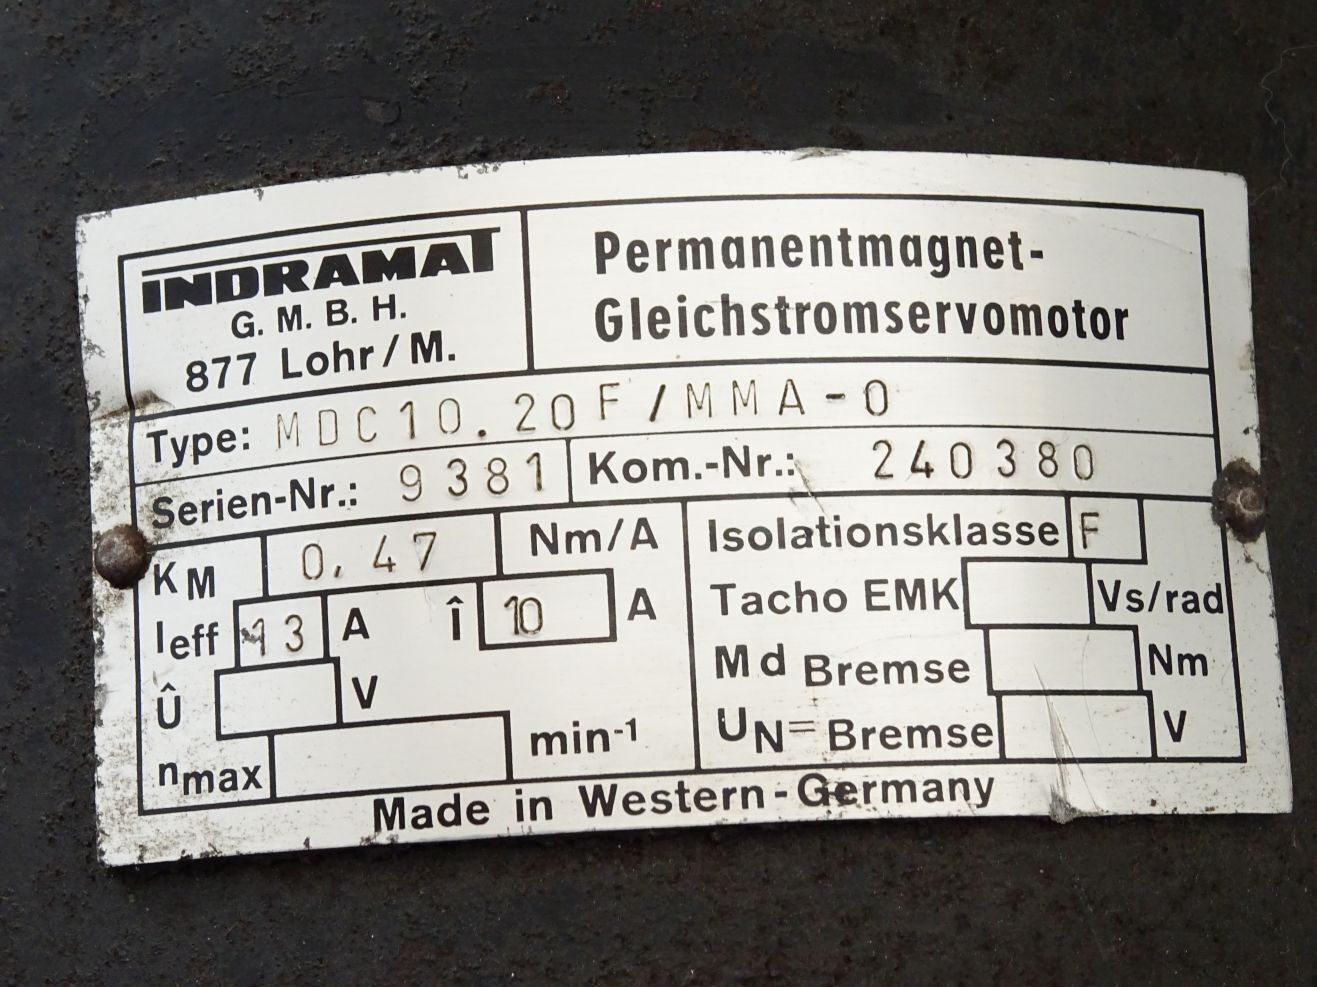 INDRAMAT
G. M. B. H.
877 Lohr/M.
Permanentmagnet-
Gleichstromservomotor
Type: MDC10.20F/MMA-0
Serien-Nr.: 9381 Kom.-Nr.: 240380
KM 0,47 Nm/A Isolationsklasse F
Ieff 13 A Î 10 A Tacho EMK Vs/rad
Û V Md Bremse Nm
nmax min-1 UN= Bremse V
Made in Western-Germany